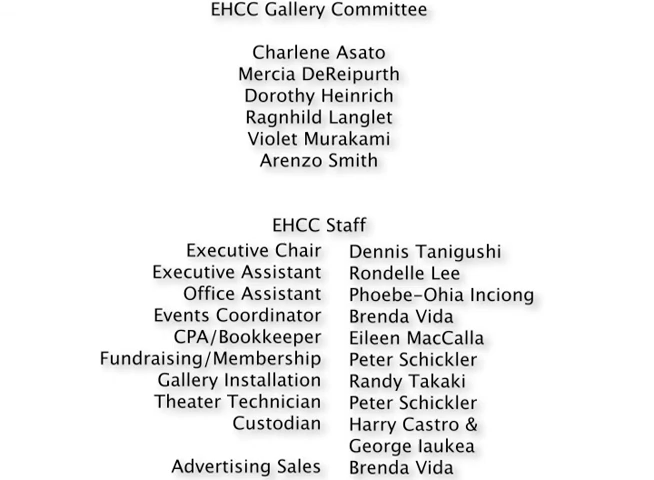 EHCC Gallery Committee
Charlene Asato
Mercia DeReipurth
Dorothy Heinrich
Ragnhild Langlet
Violet Murakami
Arenzo Smith
EHCC Staff
Executive Chair Dennis Tanigushi
Executive Assistant Rondelle Lee
Office Assistant Phoebe-Ohia Inciong
Events Coordinator Brenda Vida
CPA/Bookkeeper Eileen MacCalla
Fundraising/Membership Peter Schickler
Gallery Installation Randy Takaki
Theater Technician Peter Schickler
Custodian Harry Castro &
George Iaukea
Advertising Sales Brenda Vida